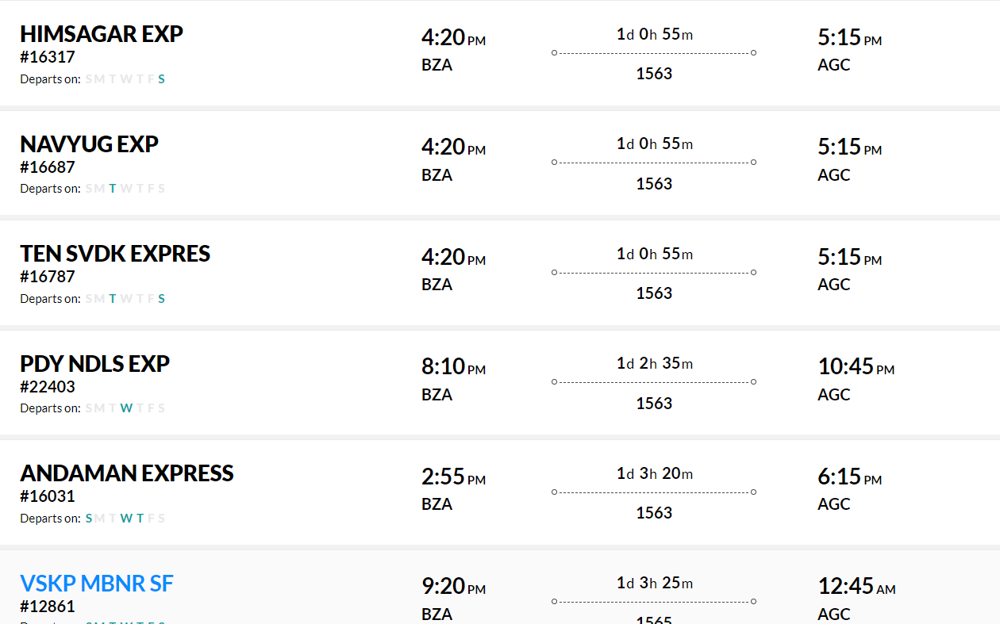 HIMSAGAR EXP
#16317
Departs on: S M T W T F S
4:20 PM
BZA
1d 0h 55m
1563
5:15 PM
AGC
NAVYUG EXP
#16687
Departs on: S M T W T F S
4:20 PM
BZA
1d 0h 55m
1563
5:15 PM
AGC
TEN SVDK EXPRES
#16787
Departs on: S M T W T F S
4:20 PM
BZA
1d 0h 55m
1563
5:15 PM
AGC
PDY NDLS EXP
#22403
Departs on: S M T W T F S
8:10 PM
BZA
1d 2h 35m
1563
10:45 PM
AGC
ANDAMAN EXPRESS
#16031
Departs on: S M T W T F S
2:55 PM
BZA
1d 3h 20m
1563
6:15 PM
AGC
VSKP MBNR SF
#12861
9:20 PM
BZA
1d 3h 25m
1565
12:45 AM
AGC